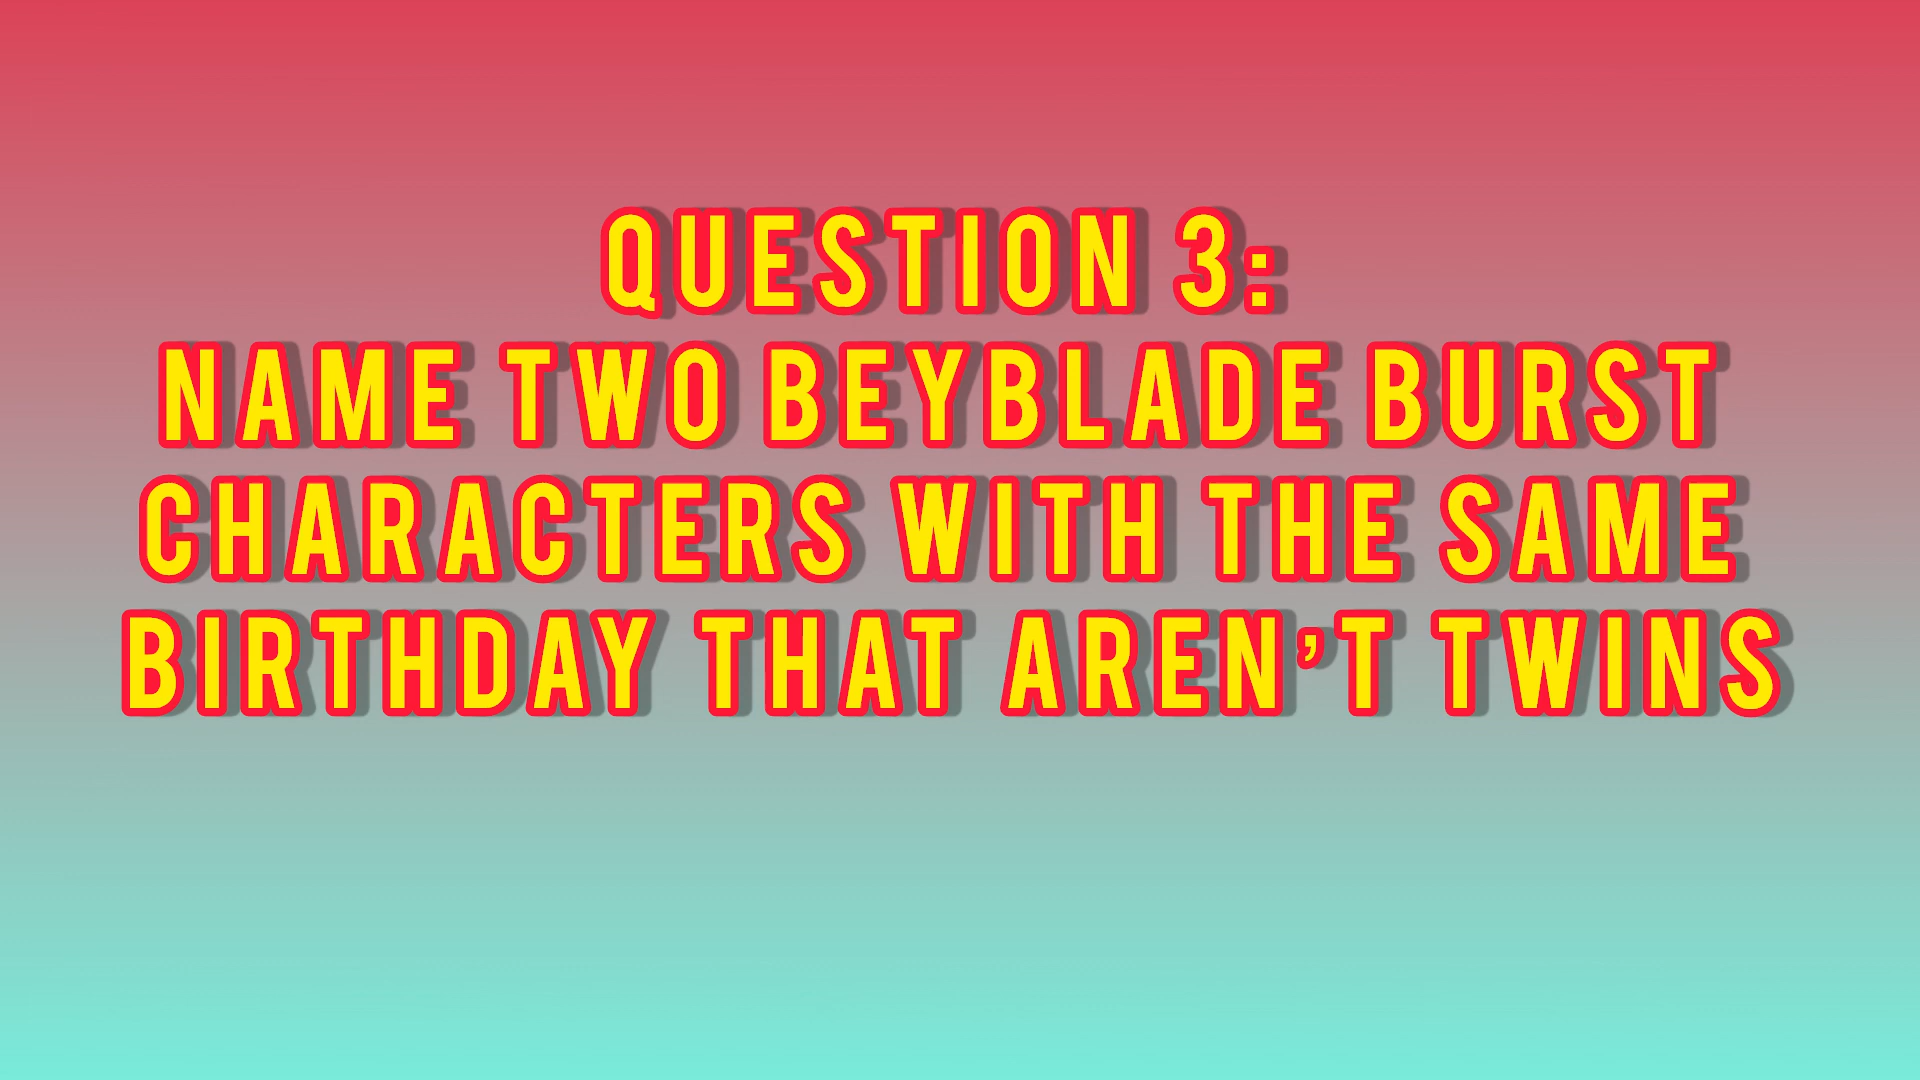 QUESTION 3:
NAME TWO BEYBLADE BURST
CHARACTERS WITH THE SAME
BIRTHDAY THAT AREN'T TWINS